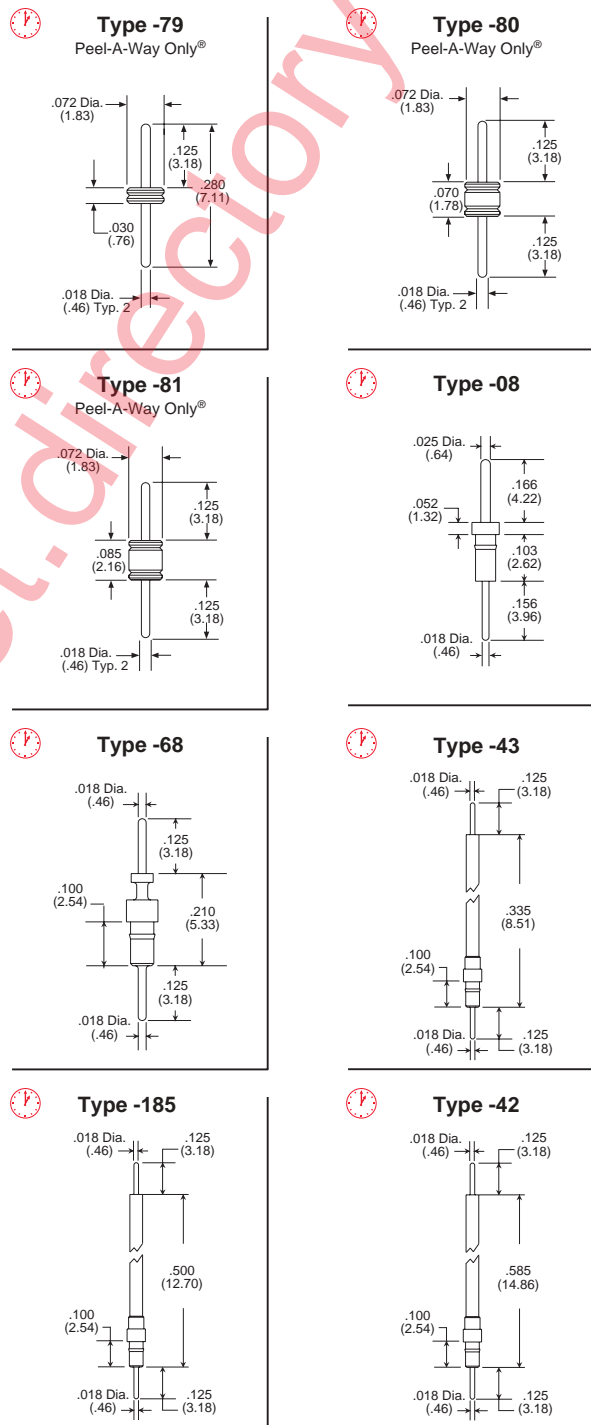 Type -79
Peel-A-Way Only®
.072 Dia.
(1.83)
.125
(3.18)
.280
(7.11)
.030
(.76)
.018 Dia.
(.46) Typ. 2
Type -80
Peel-A-Way Only®
.072 Dia.
(1.83)
.125
(3.18)
.070
(1.78)
.125
(3.18)
.018 Dia.
(.46) Typ. 2
Type -81
Peel-A-Way Only®
.072 Dia.
(1.83)
.125
(3.18)
.085
(2.16)
.125
(3.18)
.018 Dia.
(.46) Typ. 2
Type -08
.025 Dia.
(.64)
.166
(4.22)
.052
(1.32)
.103
(2.62)
.156
(3.96)
.018 Dia.
(.46)
Type -68
.018 Dia.
(.46)
.125
(3.18)
.100
(2.54)
.210
(5.33)
.125
(3.18)
.018 Dia.
(.46)
Type -43
.018 Dia.
(.46)
.125
(3.18)
.335
(8.51)
.100
(2.54)
.018 Dia.
(.46)
.125
(3.18)
Type -185
.018 Dia.
(.46)
.125
(3.18)
.500
(12.70)
.100
(2.54)
.018 Dia.
(.46)
.125
(3.18)
Type -42
.018 Dia.
(.46)
.125
(3.18)
.585
(14.86)
.100
(2.54)
.018 Dia.
(.46)
.125
(3.18)
et.directory